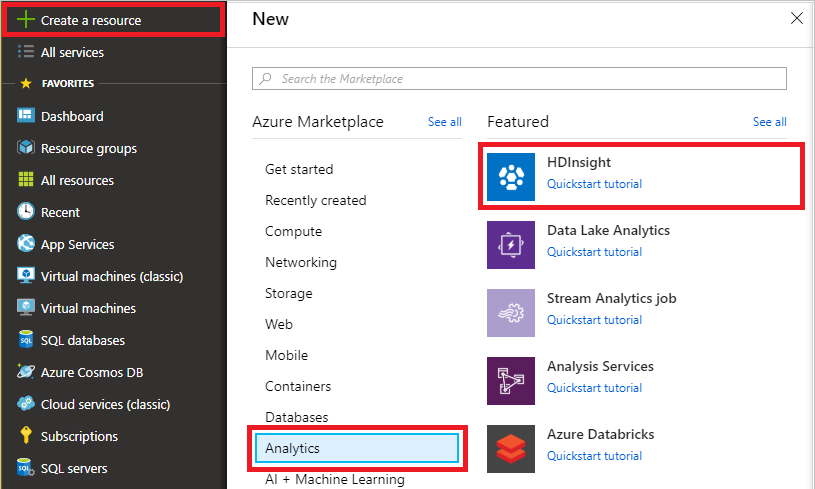 Create a resource
All services
FAVORITES
Dashboard
Resource groups
All resources
Recent
App Services
Virtual machines (classic)
Virtual machines
SQL
SQL databases
Azure Cosmos DB
Cloud services (classic)
Subscriptions
SQL
SQL servers
New
Search the Marketplace
Azure Marketplace
See all
Get started
Recently created
Compute
Networking
Storage
Web
Mobile
Containers
Databases
Analytics
AI + Machine Learning
Featured
See all
HDInsight
Quickstart tutorial
Data Lake Analytics
Quickstart tutorial
Stream Analytics job
Quickstart tutorial
Analysis Services
Quickstart tutorial
Azure Databricks
Quickstart tutorial